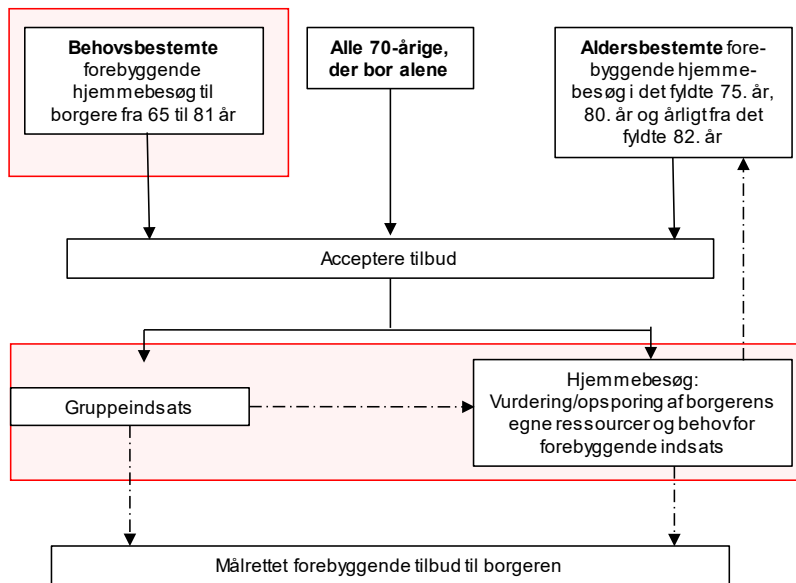 Behovsbestemte
forebyggende
hjemmebesøg til
borgere fra 65 til 81 år
Alle 70-årige,
der bor alene
Aldersbestemte fore-
byggende hjemme-
besøg i det fyldte 75. år,
80. år og årligt fra det
fyldte 82. år
Acceptere tilbud
Gruppeindsats
Hjemmebesøg:
Vurdering/opsporing af borgerens
egne ressourcer og behov for
forebyggende indsats
Målrettet forebyggende tilbud til borgeren